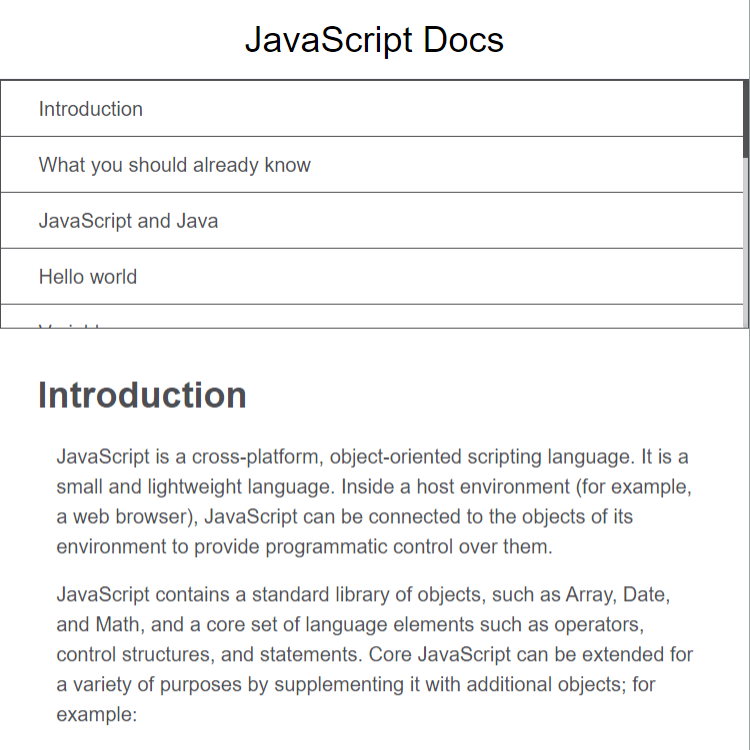 JavaScript Docs
Introduction
What you should already know
JavaScript and Java
Hello world
Introduction
JavaScript is a cross-platform, object-oriented scripting language. It is a
small and lightweight language. Inside a host environment (for example,
a web browser), JavaScript can be connected to the objects of its
environment to provide programmatic control over them.
JavaScript contains a standard library of objects, such as Array, Date,
and Math, and a core set of language elements such as operators,
control structures, and statements. Core JavaScript can be extended for
a variety of purposes by supplementing it with additional objects; for
example: